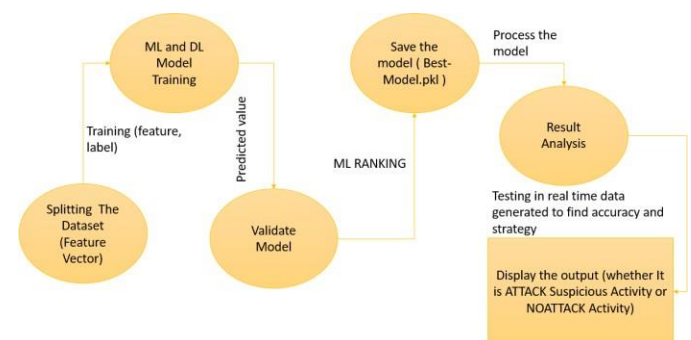 ML and DL
Model
Training
Training (feature,
label)
Splitting The
Dataset
(Feature
Vector)
Predicted value
Validate
Model
ML RANKING
Save the
model ( Best-
Model.pkl )
Process the
model
Result
Analysis
Testing in real time data
generated to find accuracy and
strategy
Display the output (whether It
is ATTACK Suspicious Activity or
NOATTACK Activity)